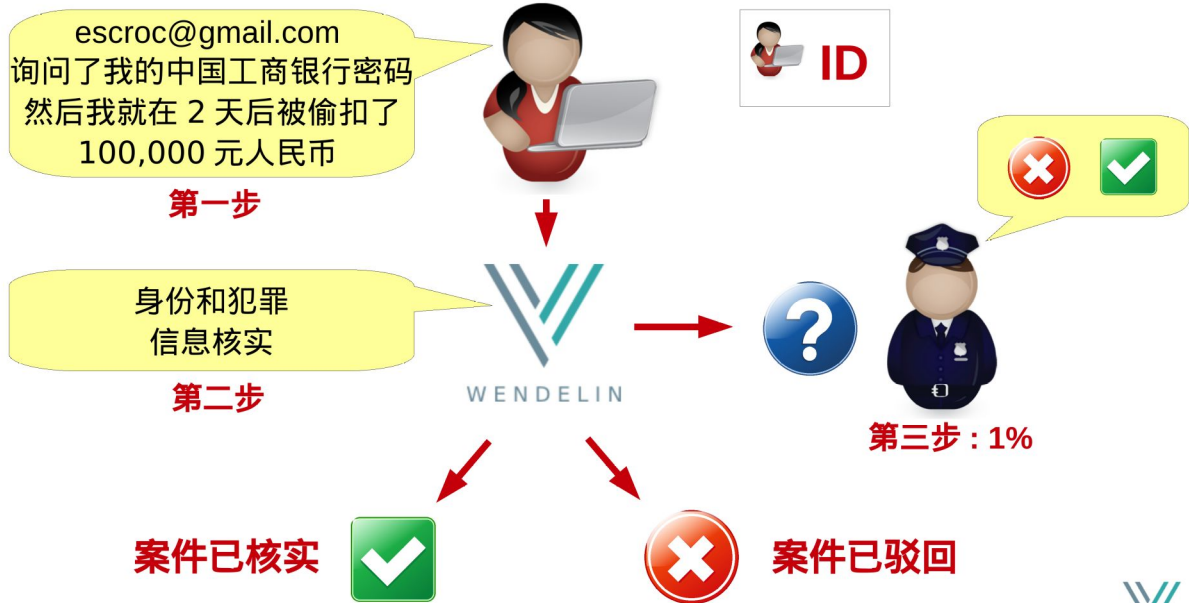 escroc@gmail.com
询问了我的中国工商银行密码
然后我就在 2 天后被偷扣了
100,000 元人民币
第一步
ID
身份和犯罪
信息核实
第二步
WENDELIN
第三步 : 1%
案件已核实
案件已驳回